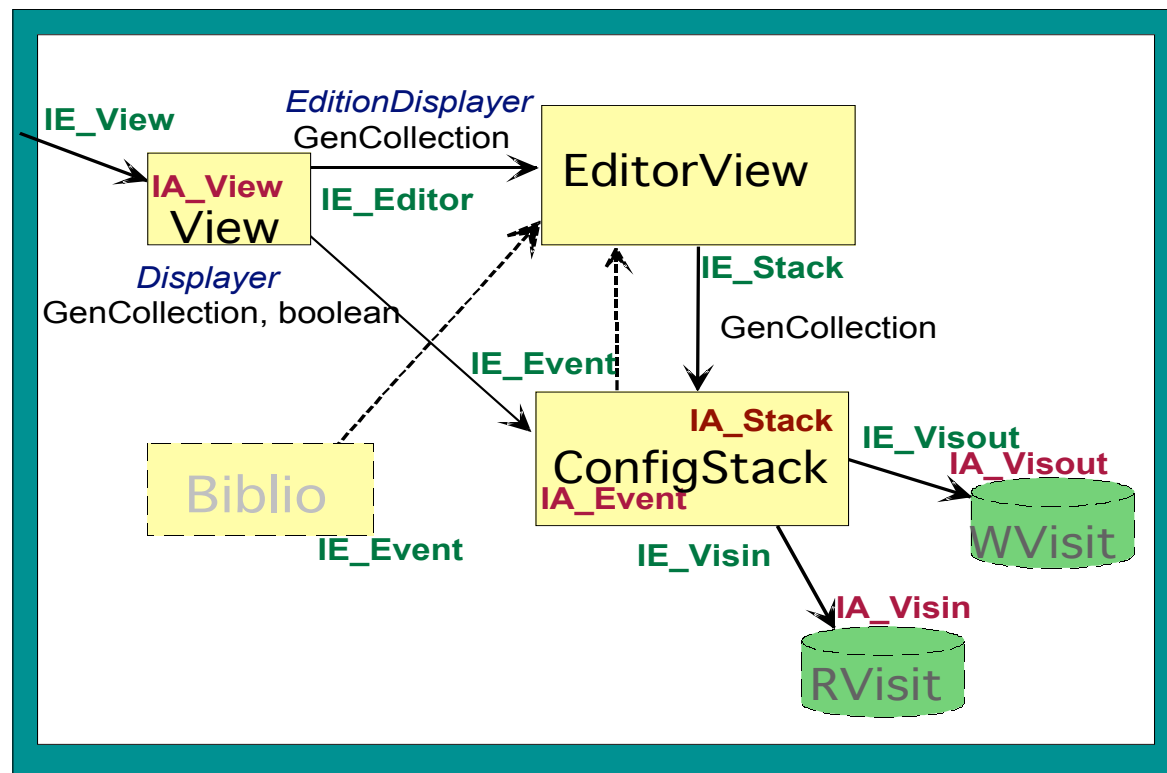 EditionDisplayer
IE_View
GenCollection
EditorView
IA_View
IE_Editor
View
IE_Stack
Displayer
GenCollection, boolean
GenCollection
IE_Event
IA_Stack
IE_Visout
ConfigStack
IA_Visout
Biblio
IA_Event
WVisit
IE_Event
IE_Visin
IA_Visin
RVisit